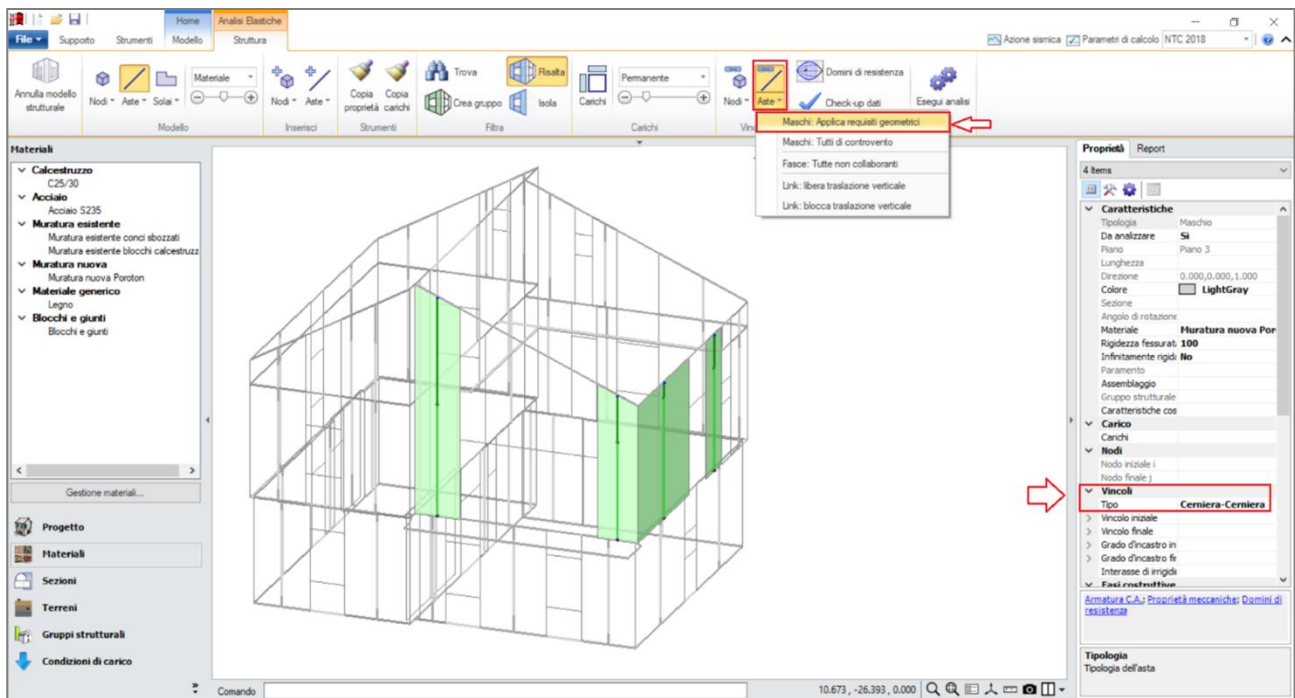 Home
Analisi Elastiche
File
Supporto
Strumenti
Modello
Struttura
Azione sismica
Parametri di calcolo
NTC 2018
Annulla modello
strutturale
Nodi
Aste
Solai
Materiale
Modello
Nodi
Aste
Inserisci
Copia
proprietà
Copia
carichi
Strumenti
Trova
Crea gruppo
Risalta
Isola
Filtra
Carichi
Permanente
Carichi
Nodi
Aste
Domini di resistenza
Check-up dati
Esegui analisi
Maschi: Applica requisiti geometrici
Maschi: Tutti di controvento
Fasce: Tutte non collaboranti
Link: libera traslazione verticale
Link: blocca traslazione verticale
Materiali
Calcestruzzo
C25/30
Acciaio
Acciaio S235
Muratura esistente
Muratura esistente conci sbozzati
Muratura esistente blocchi calcestruzz
Muratura nuova
Muratura nuova Poroton
Materiale generico
Legno
Blocchi e giunti
Blocchi e giunti
Gestione materiali...
Progetto
Materiali
Sezioni
Terreni
Gruppi strutturali
Condizioni di carico
Comando
10.673 , -26.393 , 0.000
Proprietà
Report
4 Items
Caratteristiche
Tipologia Maschio
Da analizzare Sì
Piano Piano 3
Lunghezza
Direzione 0.000,0.000,1.000
Colore LightGray
Sezione
Angolo di rotazione
Materiale Muratura nuova Por
Rigidezza fessurat 100
Infinitamente rigid No
Paramento
Assemblaggio
Gruppo strutturale
Caratteristiche cos
Carico
Carichi
Nodi
Nodo iniziale i
Nodo finale j
Vincoli
Tipo Cerniera-Cerniera
Vincolo iniziale
Vincolo finale
Grado d'incastro in
Grado d'incastro fir
Interasse di irrigidi
Fasi costruttive
Armatura C.A.; Proprietà meccaniche; Domini di
resistenza
Tipologia
Tipologia dell'asta